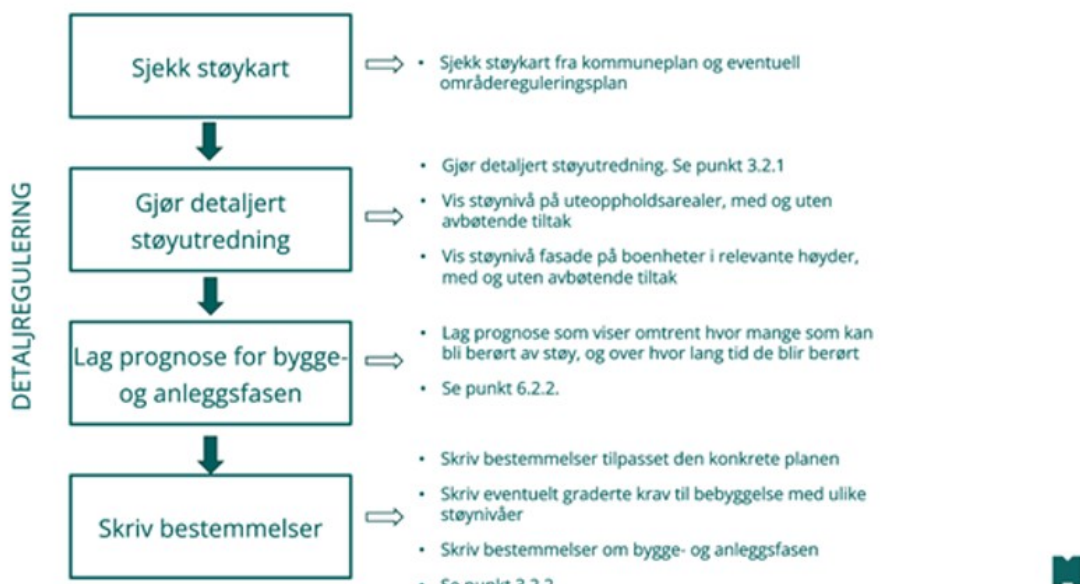 DETALJREGULERING
Sjekk støykart
• Sjekk støykart fra kommuneplan og eventuell
områdereguleringsplan
Gjør detaljert
støyutredning
• Gjør detaljert støyutredning. Se punkt 3.2.1
• Vis støynivå på uteoppholdsarealer, med og uten
avbøtende tiltak
• Vis støynivå fasade på boenheter i relevante høyder,
med og uten avbøtende tiltak
Lag prognose for bygge-
og anleggsfasen
• Lag prognose som viser omtrent hvor mange som kan
bli berørt av støy, og over hvor lang tid de blir berørt
• Se punkt 6.2.2.
Skriv bestemmelser
• Skriv bestemmelser tilpasset den konkrete planen
• Skriv eventuelt graderte krav til bebyggelse med ulike
støynivåer
• Skriv bestemmelser om bygge- og anleggsfasen
• Se punkt